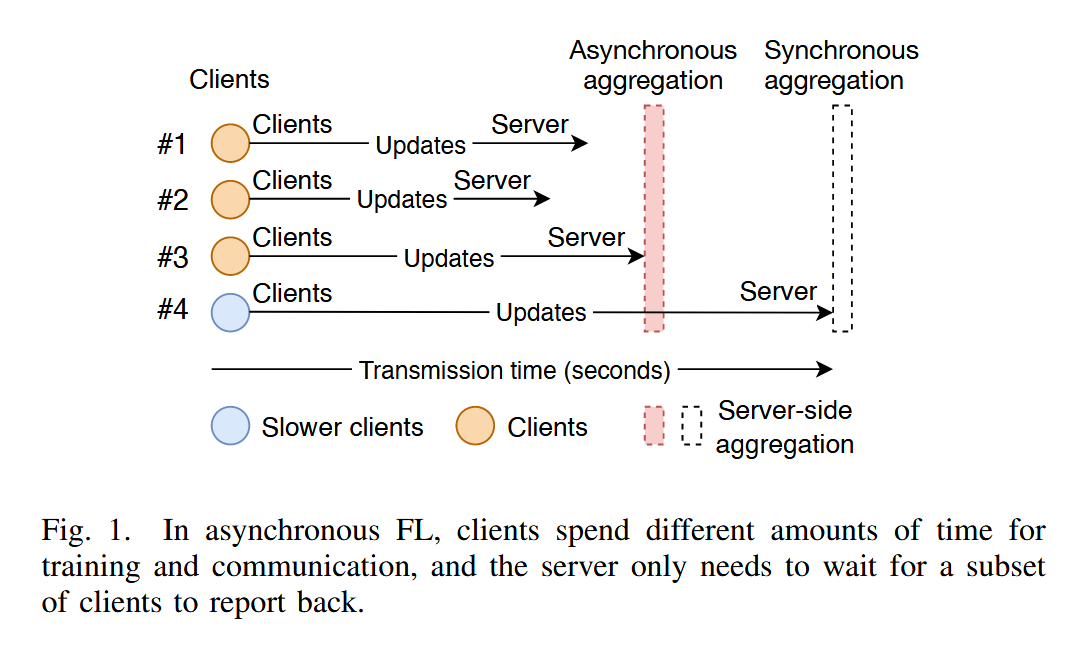 Clients
Asynchronous
aggregation
Synchronous
aggregation
#1 Clients Updates Server
#2 Clients Updates Server
#3 Clients Updates Server
#4 Clients Updates Server
Transmission time (seconds)
Slower clients
Clients
Server-side
aggregation
Fig. 1. In asynchronous FL, clients spend different amounts of time for
training and communication, and the server only needs to wait for a subset
of clients to report back.